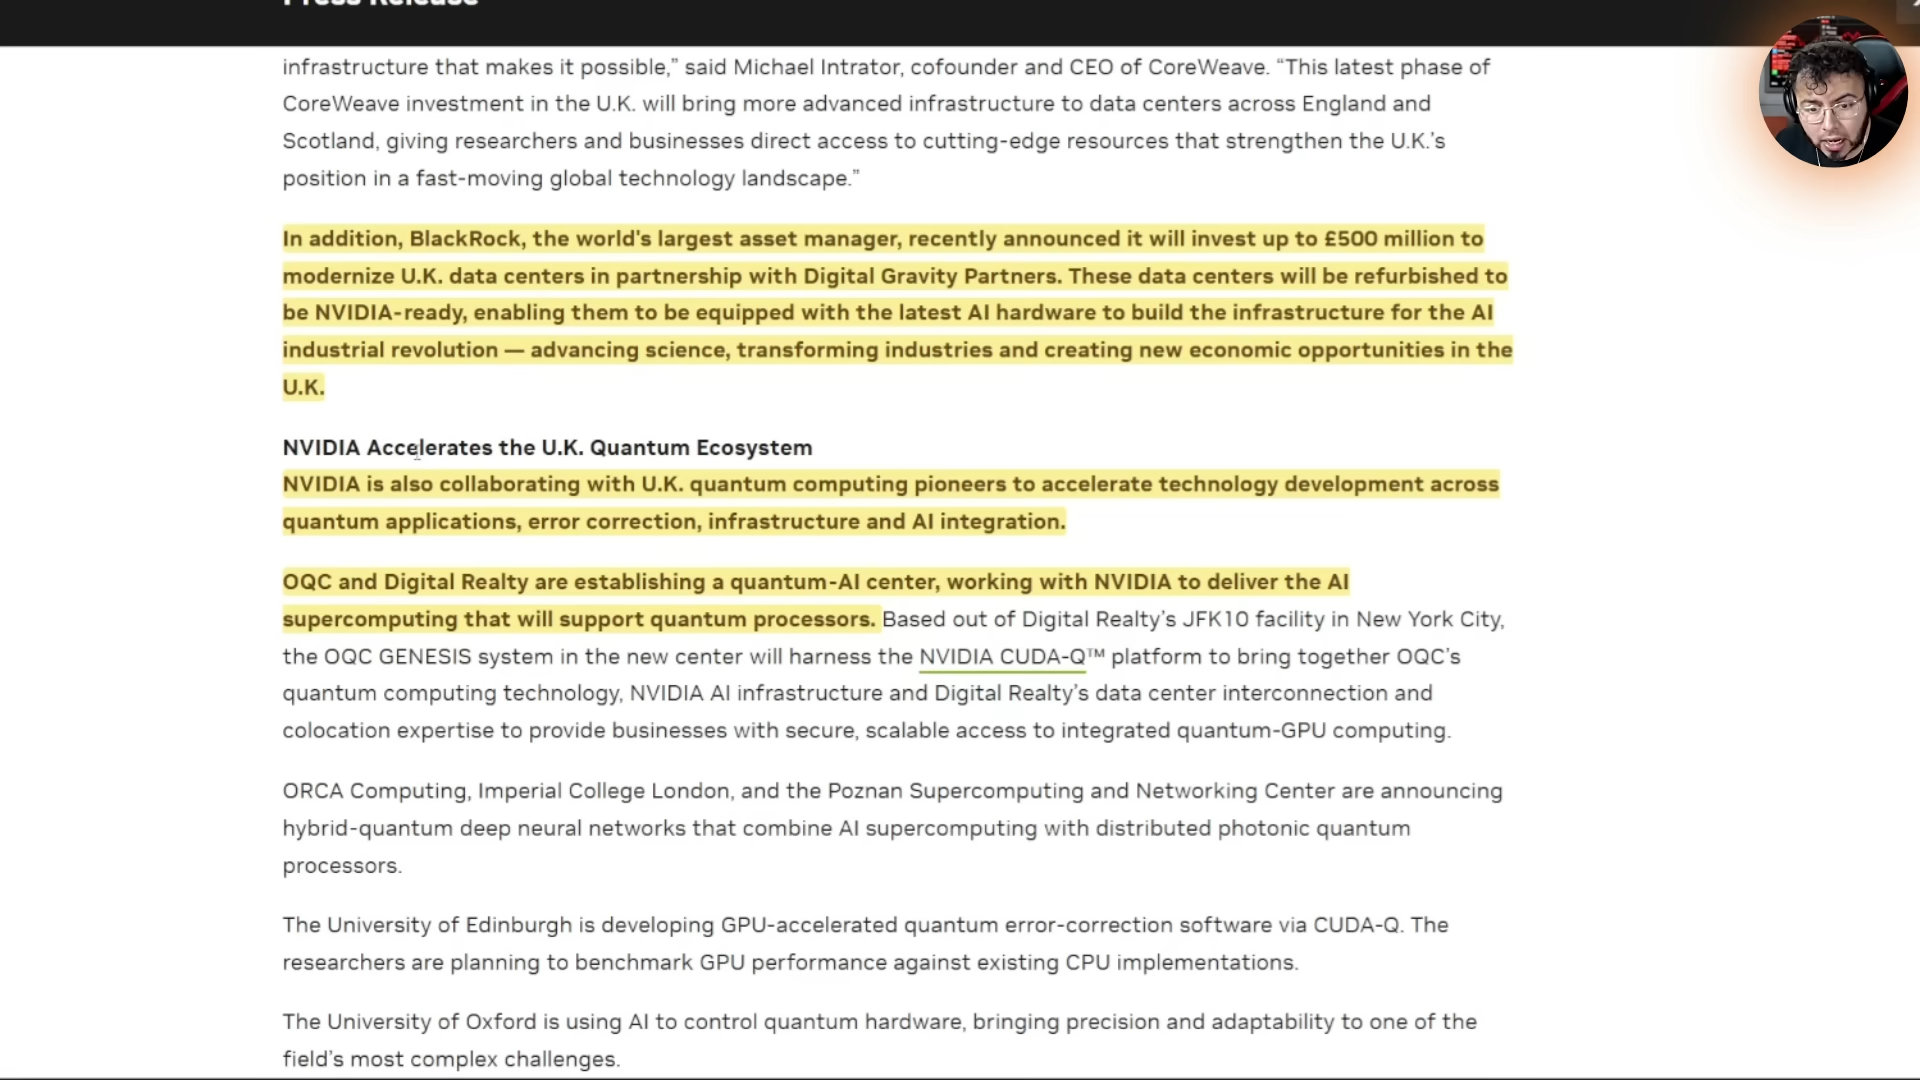 Press Release
infrastructure that makes it possible,” said Michael Intrator, cofounder and CEO of CoreWeave. “This latest phase of
CoreWeave investment in the U.K. will bring more advanced infrastructure to data centers across England and
Scotland, giving researchers and businesses direct access to cutting-edge resources that strengthen the U.K.’s
position in a fast-moving global technology landscape.”
In addition, BlackRock, the world's largest asset manager, recently announced it will invest up to £500 million to
modernize U.K. data centers in partnership with Digital Gravity Partners. These data centers will be refurbished to
be NVIDIA-ready, enabling them to be equipped with the latest AI hardware to build the infrastructure for the AI
industrial revolution — advancing science, transforming industries and creating new economic opportunities in the
U.K.
NVIDIA Accelerates the U.K. Quantum Ecosystem
NVIDIA is also collaborating with U.K. quantum computing pioneers to accelerate technology development across
quantum applications, error correction, infrastructure and AI integration.
OQC and Digital Realty are establishing a quantum-AI center, working with NVIDIA to deliver the AI
supercomputing that will support quantum processors. Based out of Digital Realty’s JFK10 facility in New York City,
the OQC GENESIS system in the new center will harness the NVIDIA CUDA-Q™ platform to bring together OQC’s
quantum computing technology, NVIDIA AI infrastructure and Digital Realty’s data center interconnection and
colocation expertise to provide businesses with secure, scalable access to integrated quantum-GPU computing.
ORCA Computing, Imperial College London, and the Poznan Supercomputing and Networking Center are announcing
hybrid-quantum deep neural networks that combine AI supercomputing with distributed photonic quantum
processors.
The University of Edinburgh is developing GPU-accelerated quantum error-correction software via CUDA-Q. The
researchers are planning to benchmark GPU performance against existing CPU implementations.
The University of Oxford is using AI to control quantum hardware, bringing precision and adaptability to one of the
field’s most complex challenges.